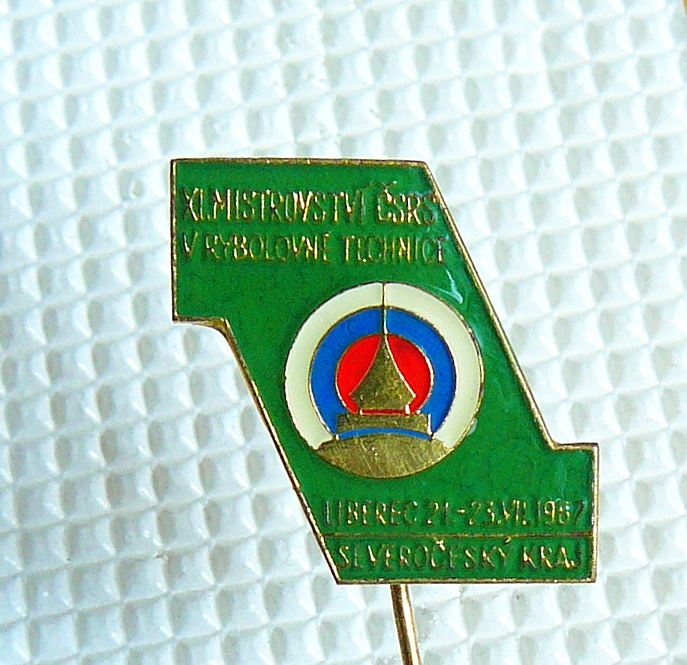 XI.MISTROVSTVÍ ČSRS
V RYBOLOVNÉ TECHNICE
LIBEREC 21.-23.VII.1967
SEVEROČESKÝ KRAJ